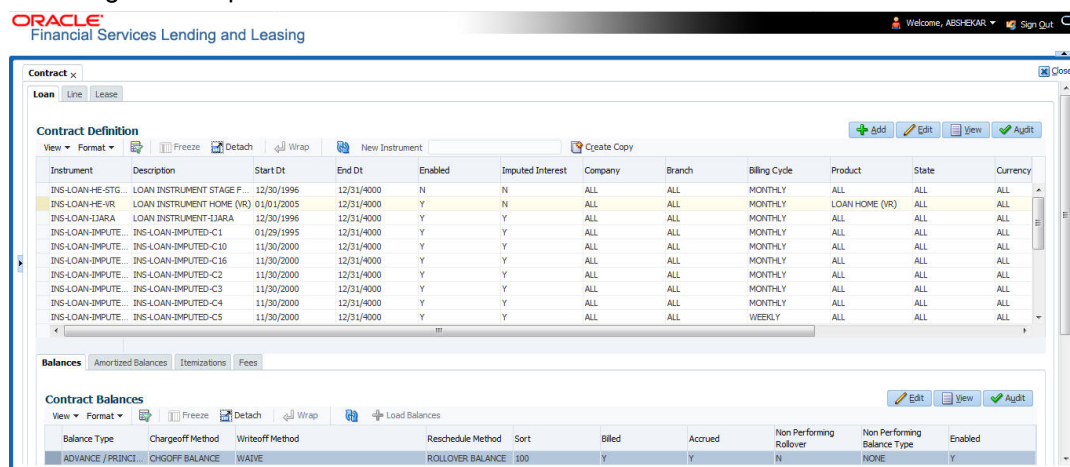 ORACLE
Financial Services Lending and Leasing
Welcome, ABSHEKAR Sign Out
Contract x
Close
Loan Line Lease
Contract Definition
Add Edit View Audit
View Format Freeze Detach Wrap New Instrument Create Copy
Instrument Description Start Dt End Dt Enabled Imputed Interest Company Branch Billing Cycle Product State Currency
INS-LOAN-HE-STG... LOAN INSTRUMENT STAGE F... 12/30/1996 12/31/4000 N N ALL ALL MONTHLY ALL ALL ALL
INS-LOAN-HE-VR LOAN INSTRUMENT HOME (VR) 01/01/2005 12/31/4000 Y N ALL ALL MONTHLY LOAN HOME (VR) ALL ALL
INS-LOAN-IJARA LOAN INSTRUMENT-IJARA 12/30/1996 12/31/4000 Y Y ALL ALL MONTHLY ALL ALL ALL
INS-LOAN-IMPUTE... INS-LOAN-IMPUTED-C1 01/29/1995 12/31/4000 Y Y ALL ALL MONTHLY ALL ALL ALL
INS-LOAN-IMPUTE... INS-LOAN-IMPUTED-C10 11/30/2000 12/31/4000 Y Y ALL ALL MONTHLY ALL ALL ALL
INS-LOAN-IMPUTE... INS-LOAN-IMPUTED-C16 11/30/2000 12/31/4000 Y Y ALL ALL MONTHLY ALL ALL ALL
INS-LOAN-IMPUTE... INS-LOAN-IMPUTED-C2 11/30/2000 12/31/4000 Y Y ALL ALL MONTHLY ALL ALL ALL
INS-LOAN-IMPUTE... INS-LOAN-IMPUTED-C3 11/30/2000 12/31/4000 Y Y ALL ALL MONTHLY ALL ALL ALL
INS-LOAN-IMPUTE... INS-LOAN-IMPUTED-C4 11/30/2000 12/31/4000 Y Y ALL ALL MONTHLY ALL ALL ALL
INS-LOAN-IMPUTE... INS-LOAN-IMPUTED-C5 11/30/2000 12/31/4000 Y Y ALL ALL WEEKLY ALL ALL ALL
Balances Amortized Balances Itemizations Fees
Contract Balances
Edit View Audit
View Format Freeze Detach Wrap Load Balances
Balance Type Chargeoff Method Writeoff Method Reschedule Method Sort Billed Accrued Non Performing Rollover Non Performing Balance Type Enabled
ADVANCE / PRINCI... CHGOFF BALANCE WAIVE ROLLOVER BALANCE 100 Y Y N NONE Y